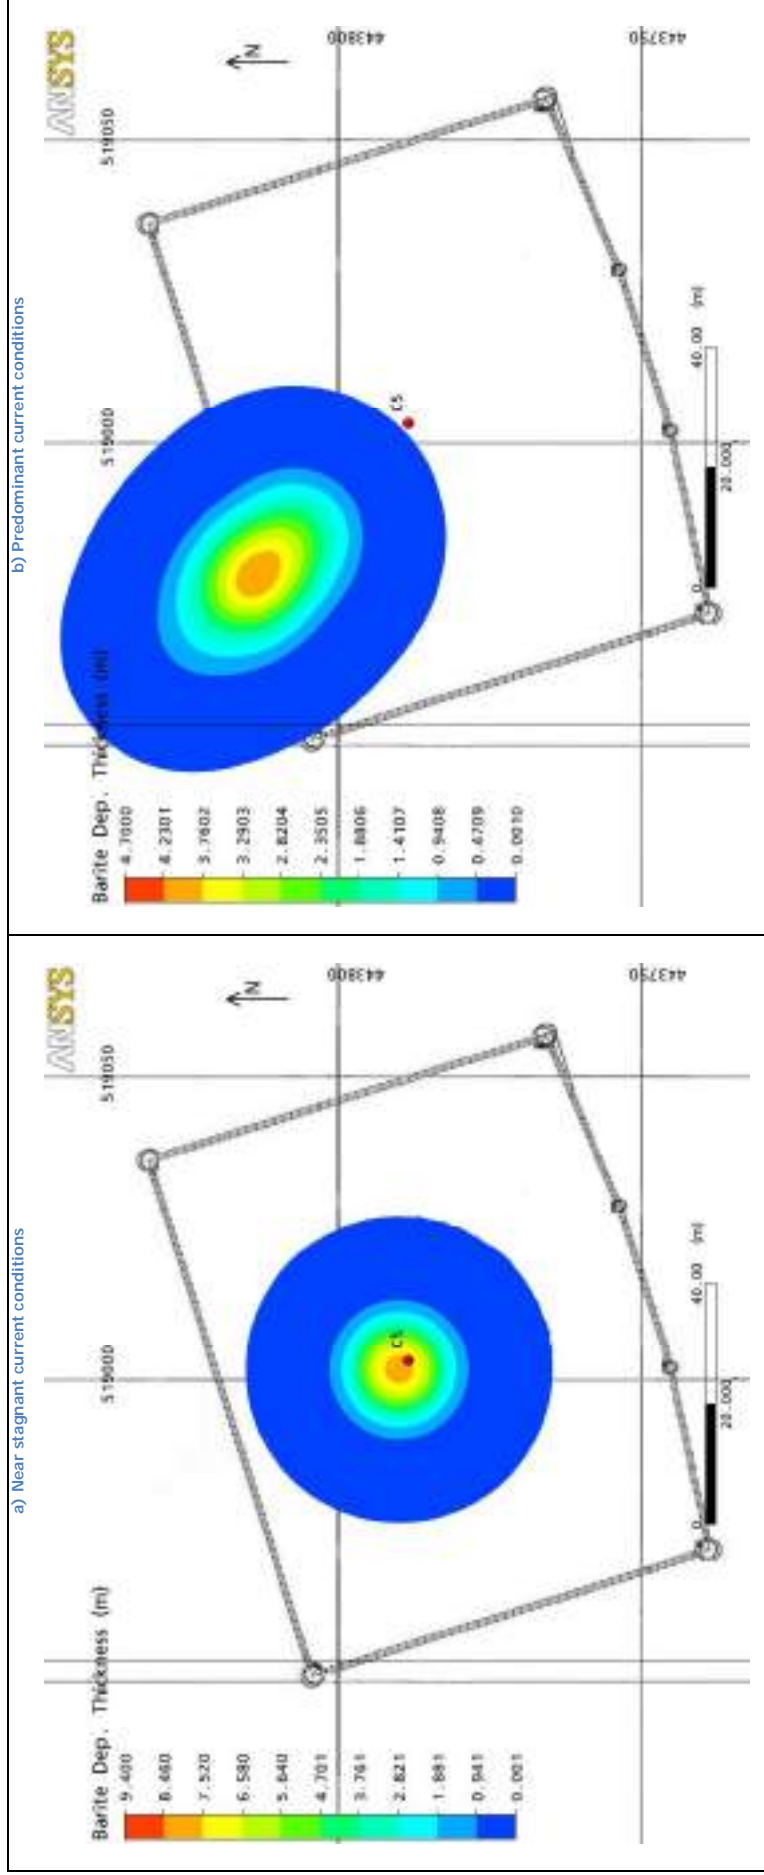 a) Near stagnant current conditions
ANSYS
Barite Dep. Thickness (m)
9.400
8.460
7.520
6.580
5.640
4.701
3.761
2.821
1.881
0.941
0.001
519000
519050
N
443800
443750
C5
0
20.000
40.00 (m)
b) Predominant current conditions
ANSYS
Barite Dep. Thickness (m)
4.7000
4.2301
3.7602
3.2903
2.8204
2.3505
1.8806
1.4107
0.9408
0.4709
0.0010
519000
519050
N
443800
443750
C5
0
20.000
40.00 (m)